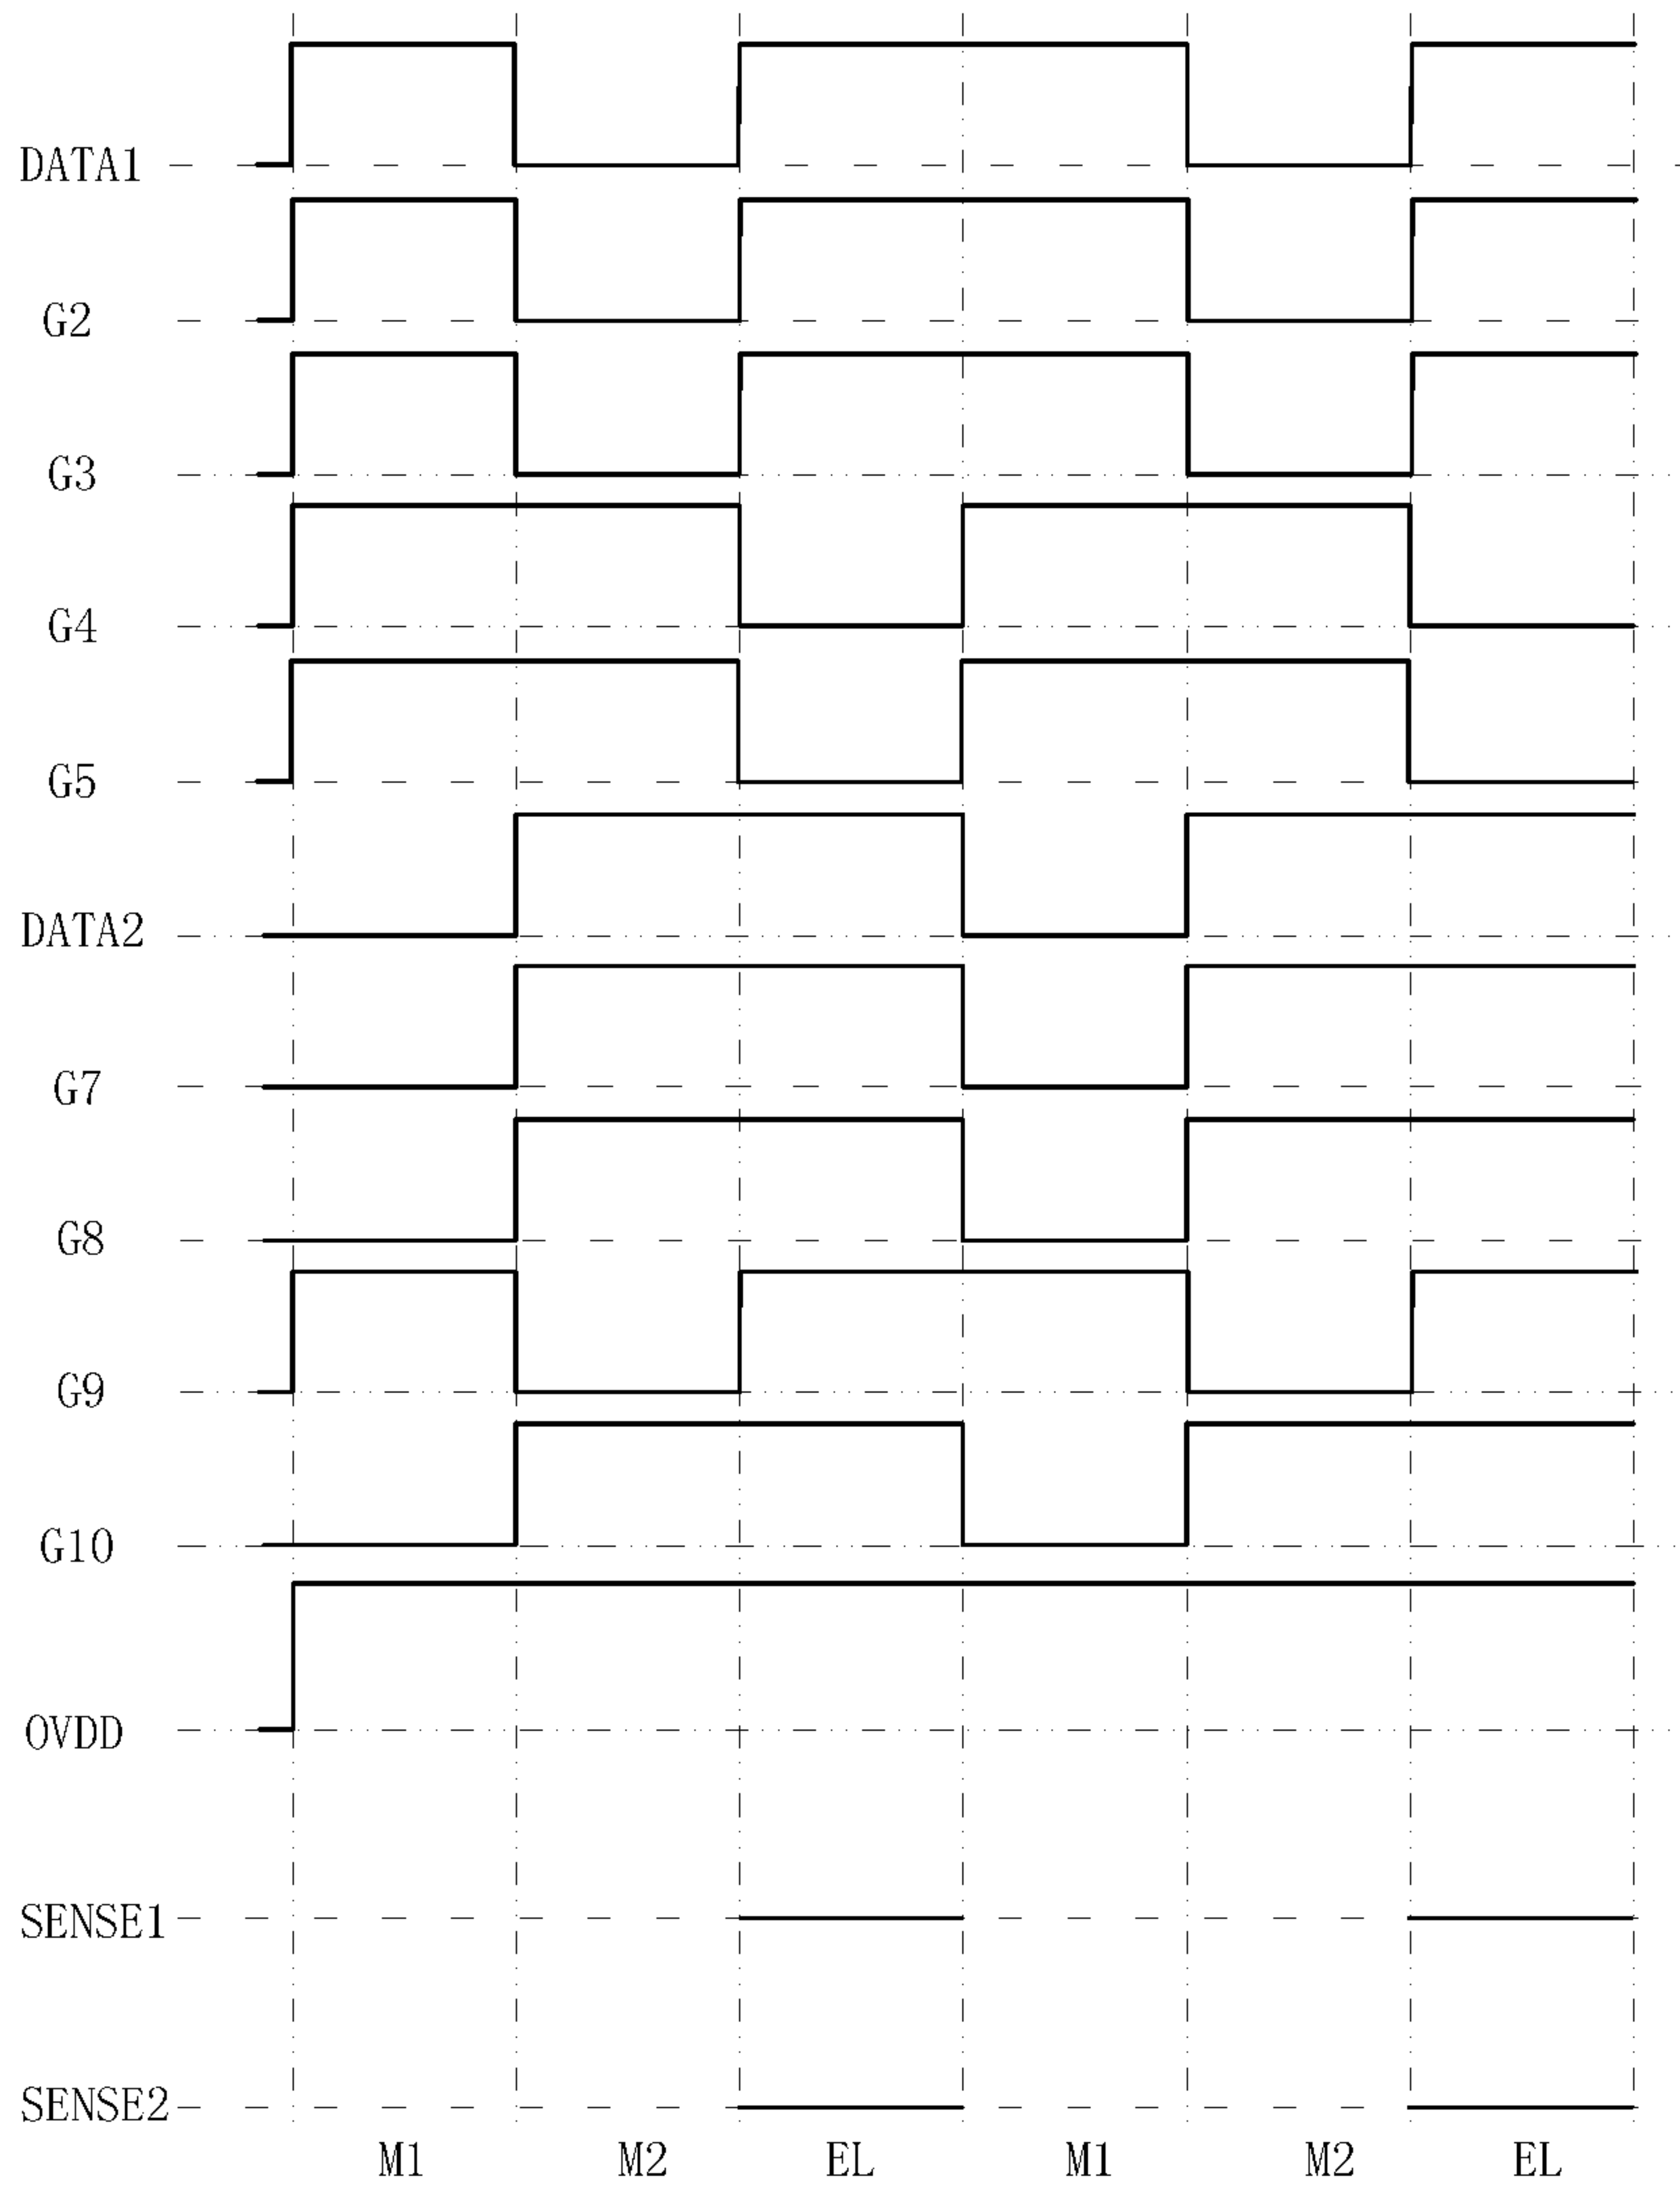 DATA1
G2
G3
G4
G5
DATA2
G7
G8
G9
G10
OVDD
SENSE1
SENSE2
M1 M2 EL M1 M2 EL